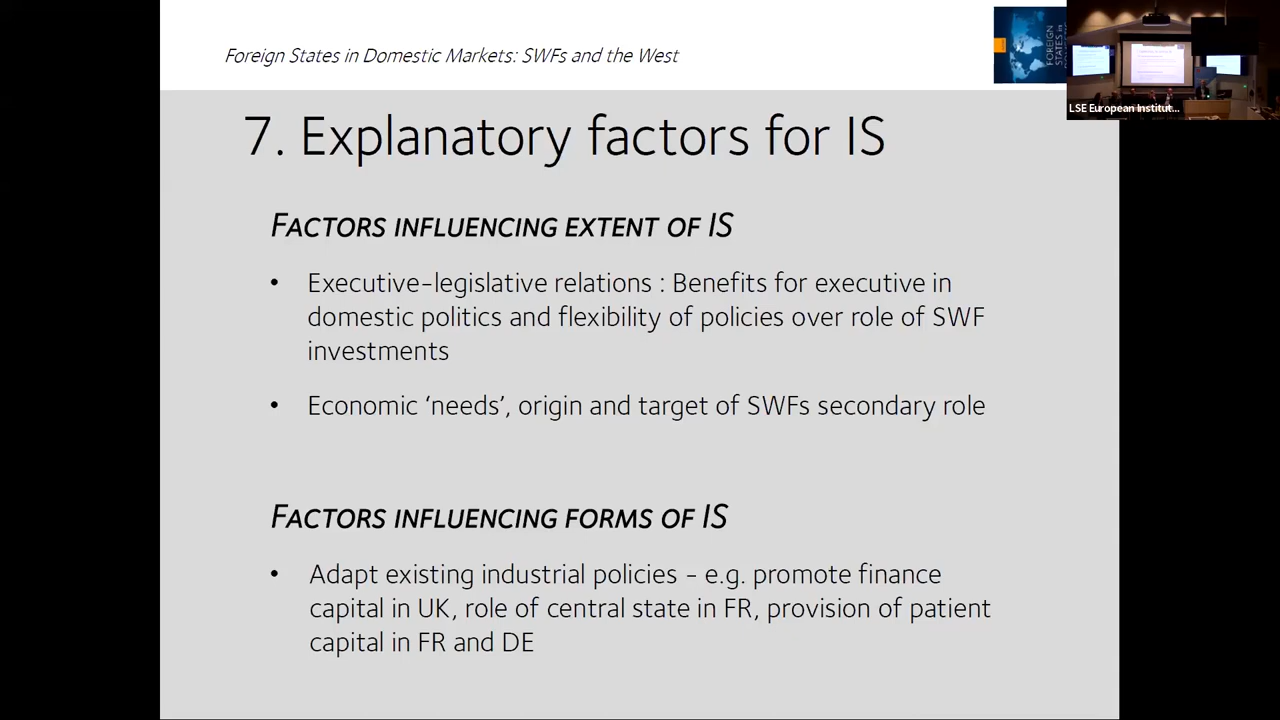 Foreign States in Domestic Markets: SWFs and the West
FOREIGN
STATES IN
LSE European Institut...
7. Explanatory factors for IS
FACTORS INFLUENCING EXTENT OF IS
• Executive-legislative relations : Benefits for executive in
domestic politics and flexibility of policies over role of SWF
investments
• Economic ‘needs’, origin and target of SWFs secondary role
FACTORS INFLUENCING FORMS OF IS
• Adapt existing industrial policies – e.g. promote finance
capital in UK, role of central state in FR, provision of patient
capital in FR and DE